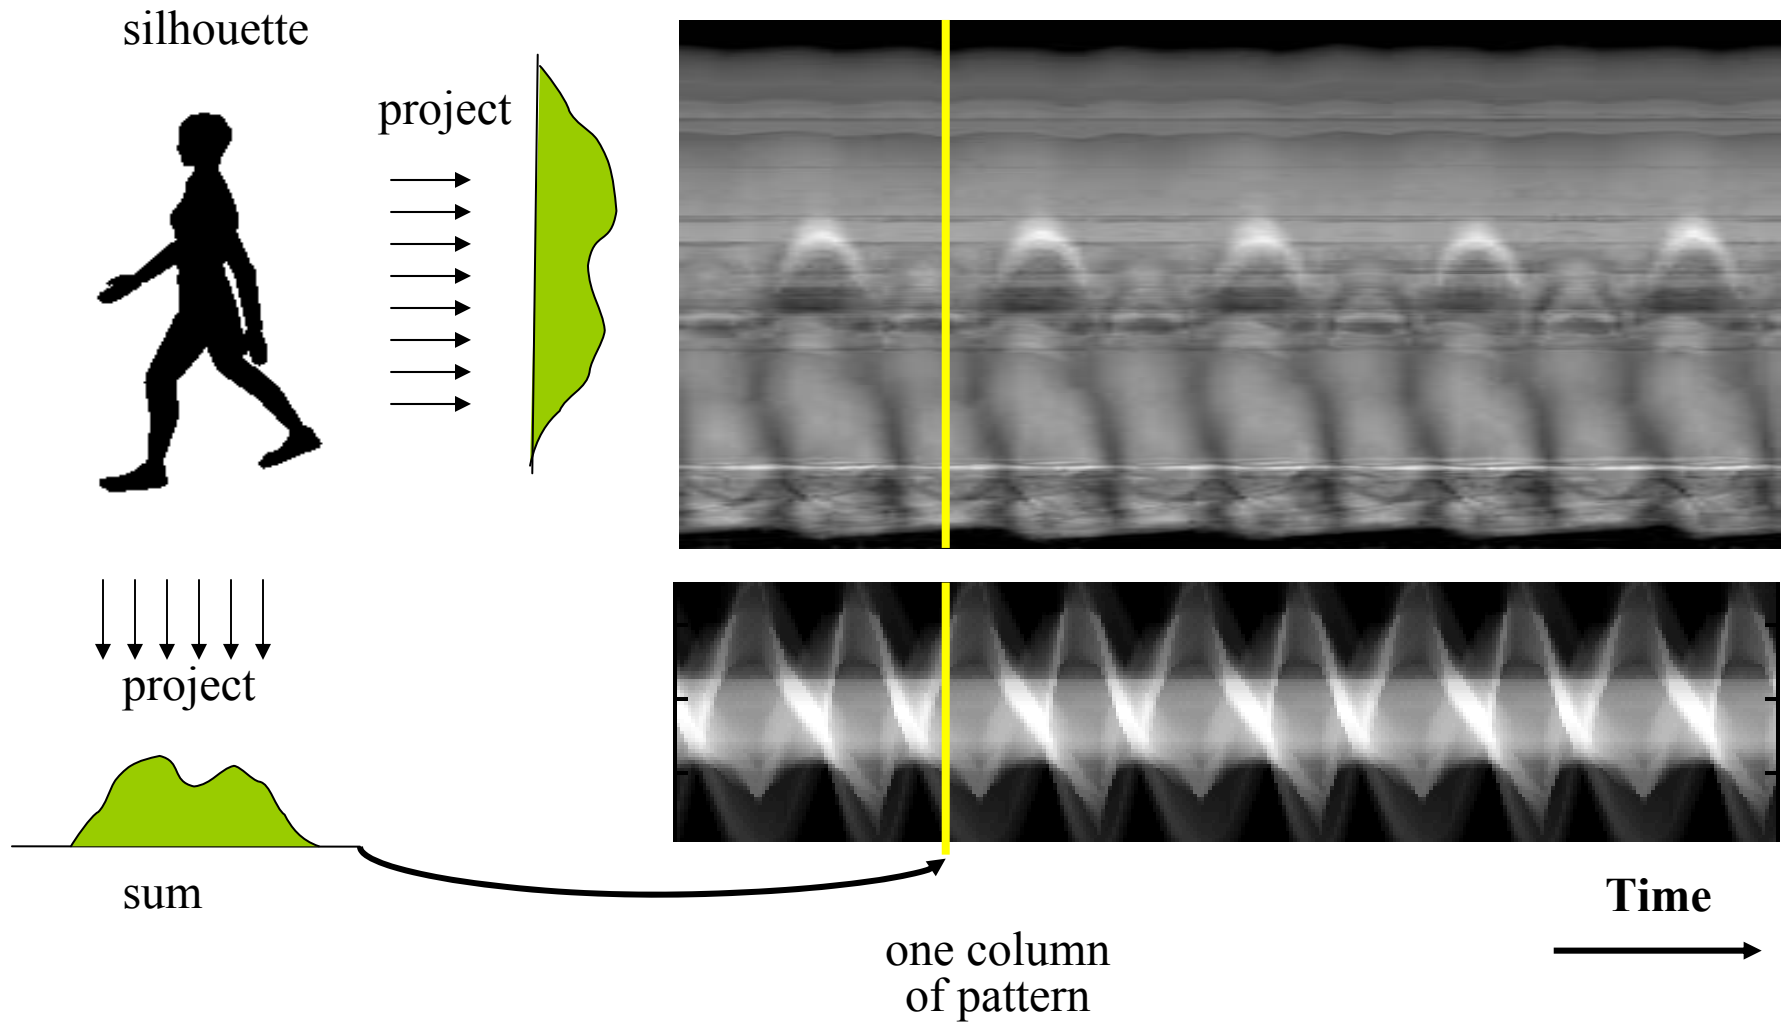 silhouette
project
project
sum
one column
of pattern
Time